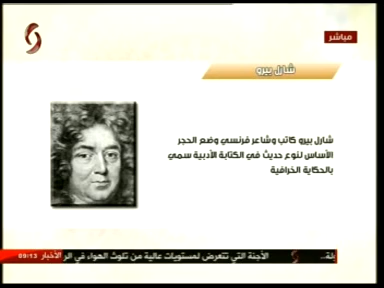 مباشر
شارل بيرو
شارل بيرو كاتب وشاعر فرنسي وضع الحجر
الأساس لنوع حديث في الكتابة الأدبية سمي
بالحكاية الخرافية
الأجنة التي تتعرض لمستويات عالية من تلوث الهواء في الر
الأخبار 09:13